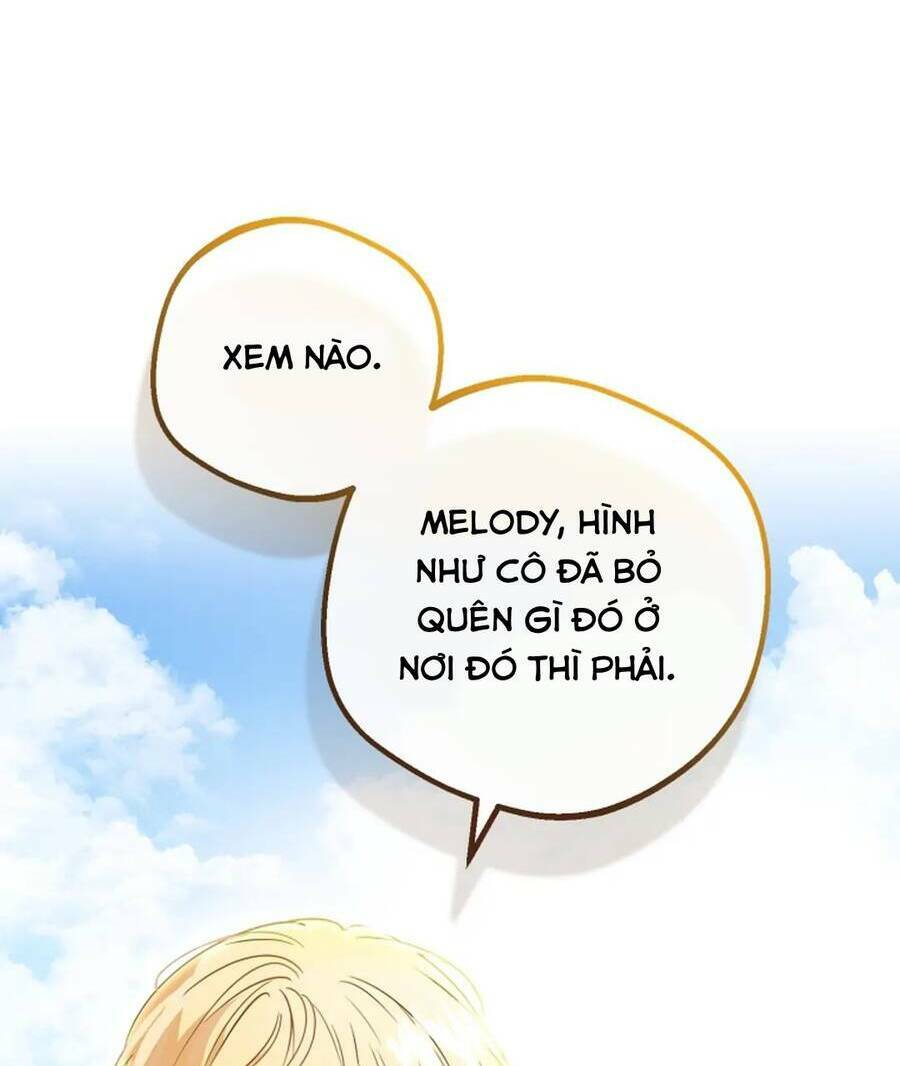 XEM NÀO.
MELODY, HÌNH
NHƯ CÔ ĐÃ BỎ
QUÊN GÌ ĐÓ Ở
NƠI ĐÓ THÌ PHẢI.